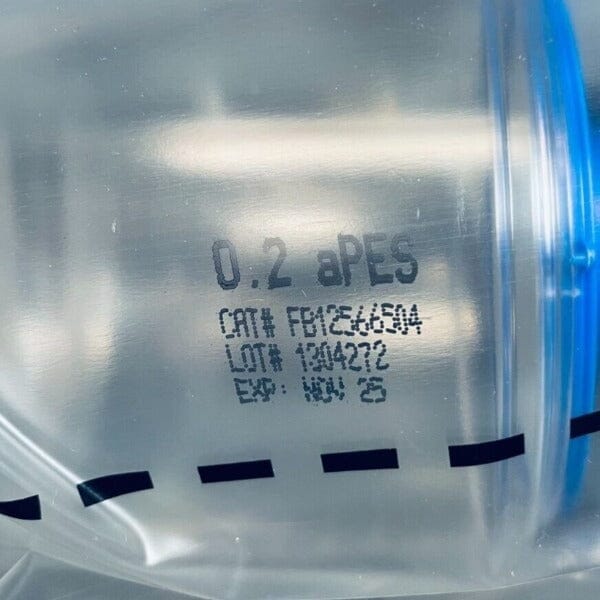 0.2 aPES
CAT# FB12566504
LOT# 1304272
EXP: NOV 25